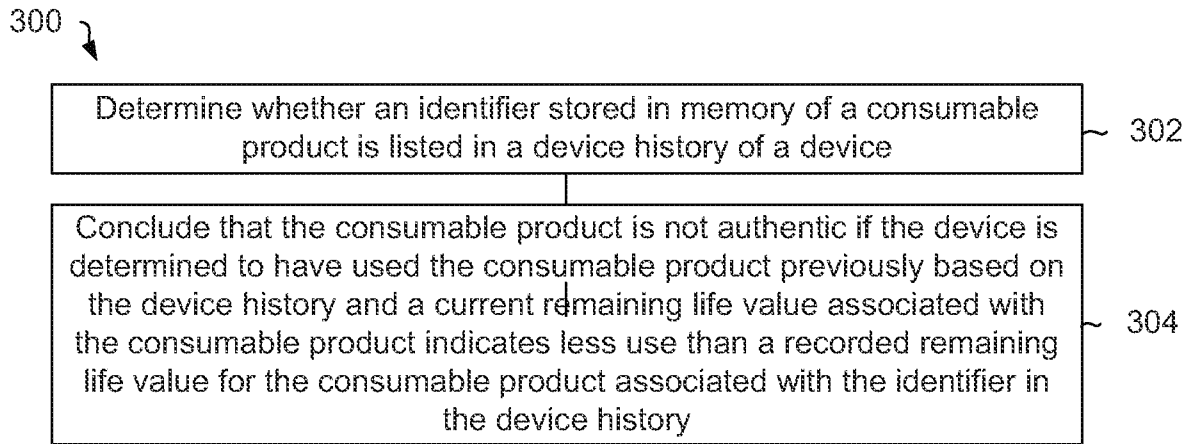 300
Determine whether an identifier stored in memory of a consumable
product is listed in a device history of a device
302
Conclude that the consumable product is not authentic if the device is
determined to have used the consumable product previously based on
the device history and a current remaining life value associated with
the consumable product indicates less use than a recorded remaining
life value for the consumable product associated with the identifier in
the device history
304